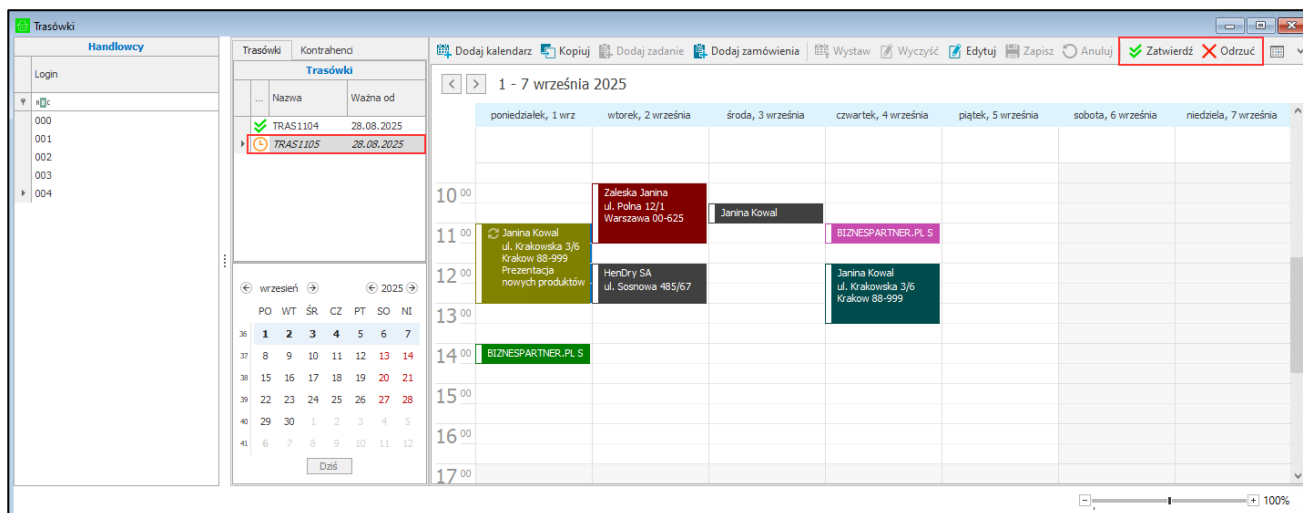 Trasówki
Handlowcy
Login
000
001
002
003
004
Trasówki Kontrahenci
Trasówki
... Nazwa Ważna od
TRAS1104 28.08.2025
TRAS1105 28.08.2025
wrzesień 2025
PO WT ŚR CZ PT SO NI
36 1 2 3 4 5 6 7
37 8 9 10 11 12 13 14
38 15 16 17 18 19 20 21
39 22 23 24 25 26 27 28
40 29 30 1 2 3 4 5
41 6 7 8 9 10 11 12
Dziś
Dodaj kalendarz Kopiuj Dodaj zadanie Dodaj zamówienia Wystaw Wyczyść Edytuj Zapisz Anuluj Zatwierdź Odrzuć
1 - 7 września 2025
poniedziałek, 1 wrz wtorek, 2 września środa, 3 września czwartek, 4 września piątek, 5 września sobota, 6 września niedziela, 7 września
10 00
11 00
12 00
13 00
14 00
15 00
16 00
17 00
Janina Kowal
ul. Krakowska 3/6
Krakow 88-999
Prezentacja
nowych produktów
BIZNESPARTNER.PL S
Zaleska Janina
ul. Polna 12/1
Warszawa 00-625
HenDry SA
ul. Sosnowa 485/67
Janina Kowal
BIZNESPARTNER.PL S
Janina Kowal
ul. Krakowska 3/6
Krakow 88-999
100%